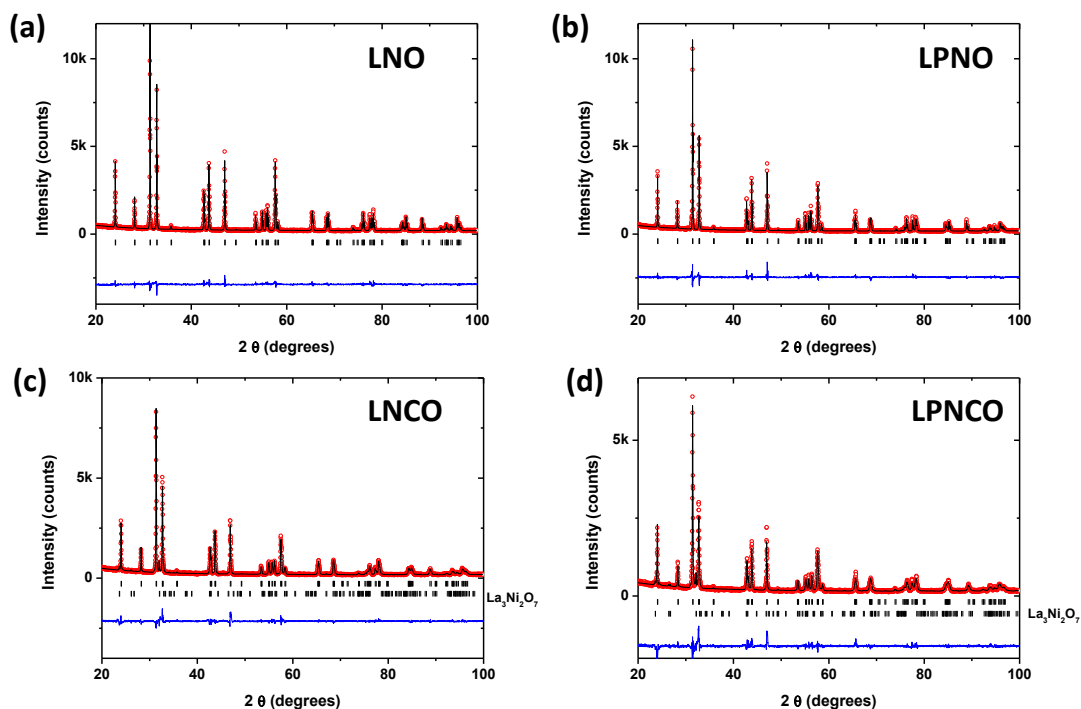 (a)
LNO
10k
5k
0
Intensity (counts)
20 40 60 80 100
2 θ (degrees)
(b)
LPNO
10k
5k
0
Intensity (counts)
20 40 60 80 100
2 θ (degrees)
(c)
LNCO
10k
5k
0
Intensity (counts)
La₃Ni₂O₇
20 40 60 80 100
2 θ (degrees)
(d)
LPNCO
5k
0
Intensity (counts)
La₃Ni₂O₇
20 40 60 80 100
2 θ (degrees)